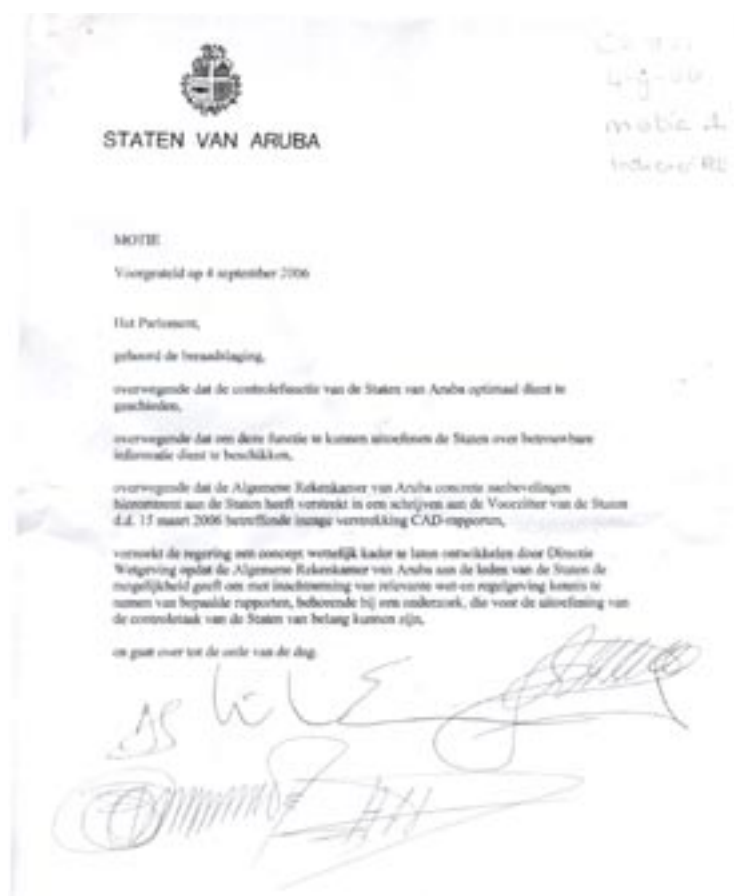 STATEN VAN ARUBA
motie
MOTIE
Voorgesteld op 4 september 2006
Het Parlement,
gehoord de beraadslaging,
overwegende dat de controlefunctie van de Staten van Aruba optimaal dient te
geschieden,
overwegende dat om deze functie te kunnen uitoefenen de Staten over betrouwbare
informatie dient te beschikken,
overwegende dat de Algemene Rekenkamer van Aruba concrete aanbevelingen
hieromtrent aan de Staten heeft verstrekt in een schrijven aan de Voorzitter van de Staten
d.d. 15 maart 2006 betreffende inzage verstrekking CAD-rapporten,
verzoekt de regering een concept wettelijk kader te laten ontwikkelen door Directie
Wetgeving opdat de Algemene Rekenkamer van Aruba aan de leden van de Staten de
mogelijkheid geeft om met inachtneming van relevante wet-en regelgeving kennis te
nemen van bepaalde rapporten, behorende bij een onderzoek, die voor de uitoefening van
de controletaak van de Staten van belang kunnen zijn,
en gaat over tot de orde van de dag.